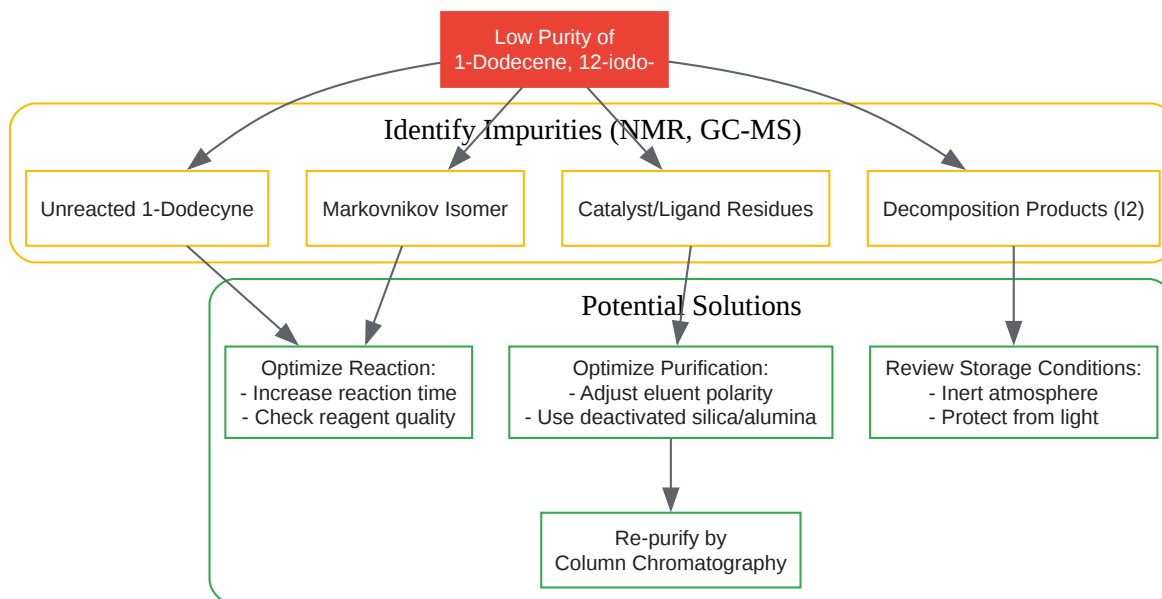 Low Purity of
1-Dodecene, 12-iodo-
Identify Impurities (NMR, GC-MS)
Unreacted 1-Dodecyne
Markovnikov Isomer
Catalyst/Ligand Residues
Decomposition Products (I2)
Potential Solutions
Optimize Reaction:
- Increase reaction time
- Check reagent quality
Optimize Purification:
- Adjust eluent polarity
- Use deactivated silica/alumina
Review Storage Conditions:
- Inert atmosphere
- Protect from light
Re-purify by
Column Chromatography